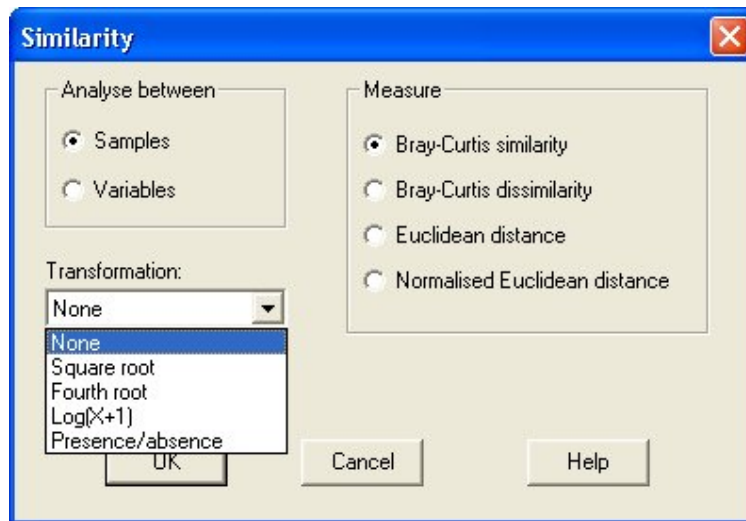 Similarity
Analyse between
Samples
Variables
Transformation:
None
None
Square root
Fourth root
Log(X+1)
Presence/absence
Measure
Bray-Curtis similarity
Bray-Curtis dissimilarity
Euclidean distance
Normalised Euclidean distance
OK
Cancel
Help